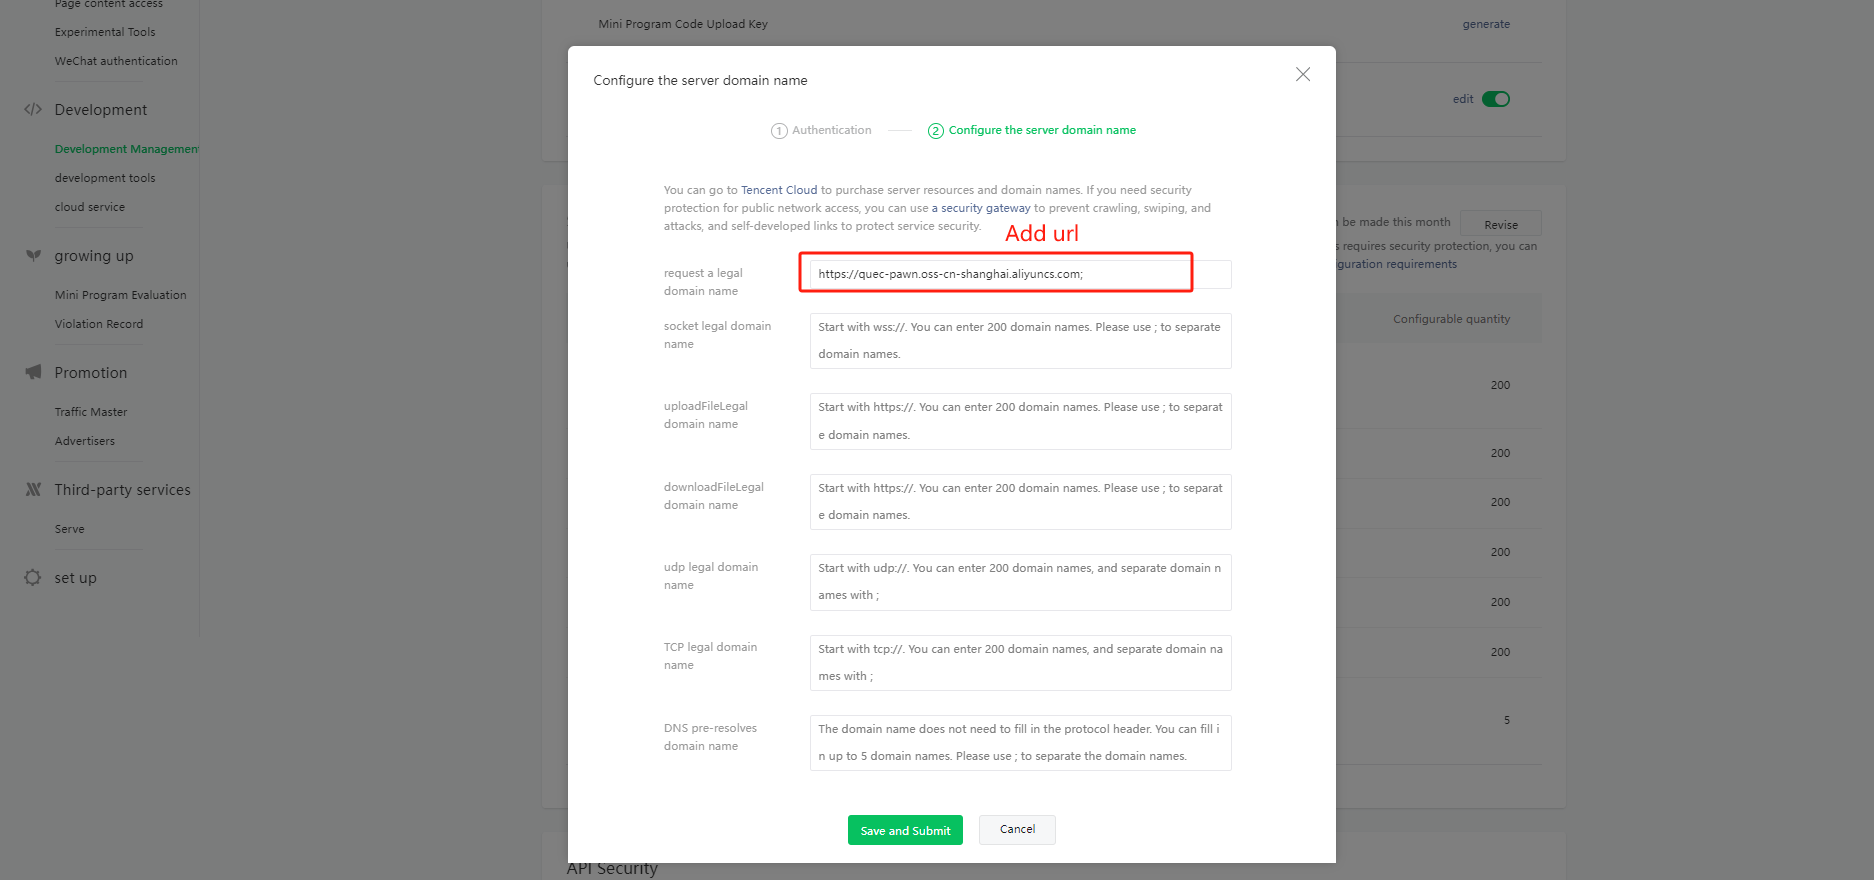 Page content access
Experimental Tools
WeChat authentication
Development
Development Management
development tools
cloud service
growing up
Mini Program Evaluation
Violation Record
Promotion
Traffic Master
Advertisers
Third-party services
Serve
set up
Mini Program Code Upload Key
generate
edit
Configure the server domain name
1 Authentication
2 Configure the server domain name
You can go to Tencent Cloud to purchase server resources and domain names. If you need security
protection for public network access, you can use a security gateway to prevent crawling, swiping, and
attacks, and self-developed links to protect service security.
Add url
request a legal
domain name
https://quec-pawn.oss-cn-shanghai.aliyuncs.com;
socket legal domain
name
Start with wss://. You can enter 200 domain names. Please use ; to separate
domain names.
uploadFileLegal
domain name
Start with https://. You can enter 200 domain names. Please use ; to separat
e domain names.
downloadFileLegal
domain name
Start with https://. You can enter 200 domain names. Please use ; to separat
e domain names.
udp legal domain
name
Start with udp://. You can enter 200 domain names, and separate domain n
ames with ;
TCP legal domain
name
Start with tcp://. You can enter 200 domain names, and separate domain na
mes with ;
DNS pre-resolves
domain name
The domain name does not need to fill in the protocol header. You can fill i
n up to 5 domain names. Please use ; to separate the domain names.
Save and Submit
Cancel
be made this month
Revise
requires security protection, you can
guration requirements
Configurable quantity
200
200
200
200
200
200
5
API Security